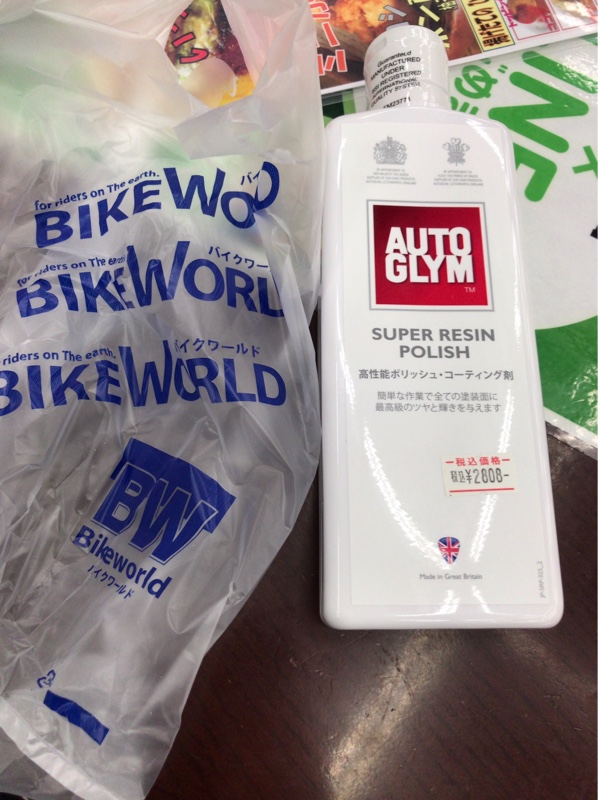 for riders on The earth.
バイ
BIKEWO
for riders on The earth.
バイクワー
BIKEWORL
riders on The earth.
バイクワールド
BIKEWORLD
BW
Bikeworld
バイクワールド
Guaranteed
MANUFACTURED
UNDER
BSI REGISTERED
INTERNATIONAL
QUALITY SYSTEM
AUTO
GLYM
TM
SUPER RESIN
POLISH
高性能ポリッシュ・コーティング剤
簡単な作業で全ての塗装面に
最高級のツヤと輝きを与えます
税込価格
税込¥2808-
Made in Great Britain